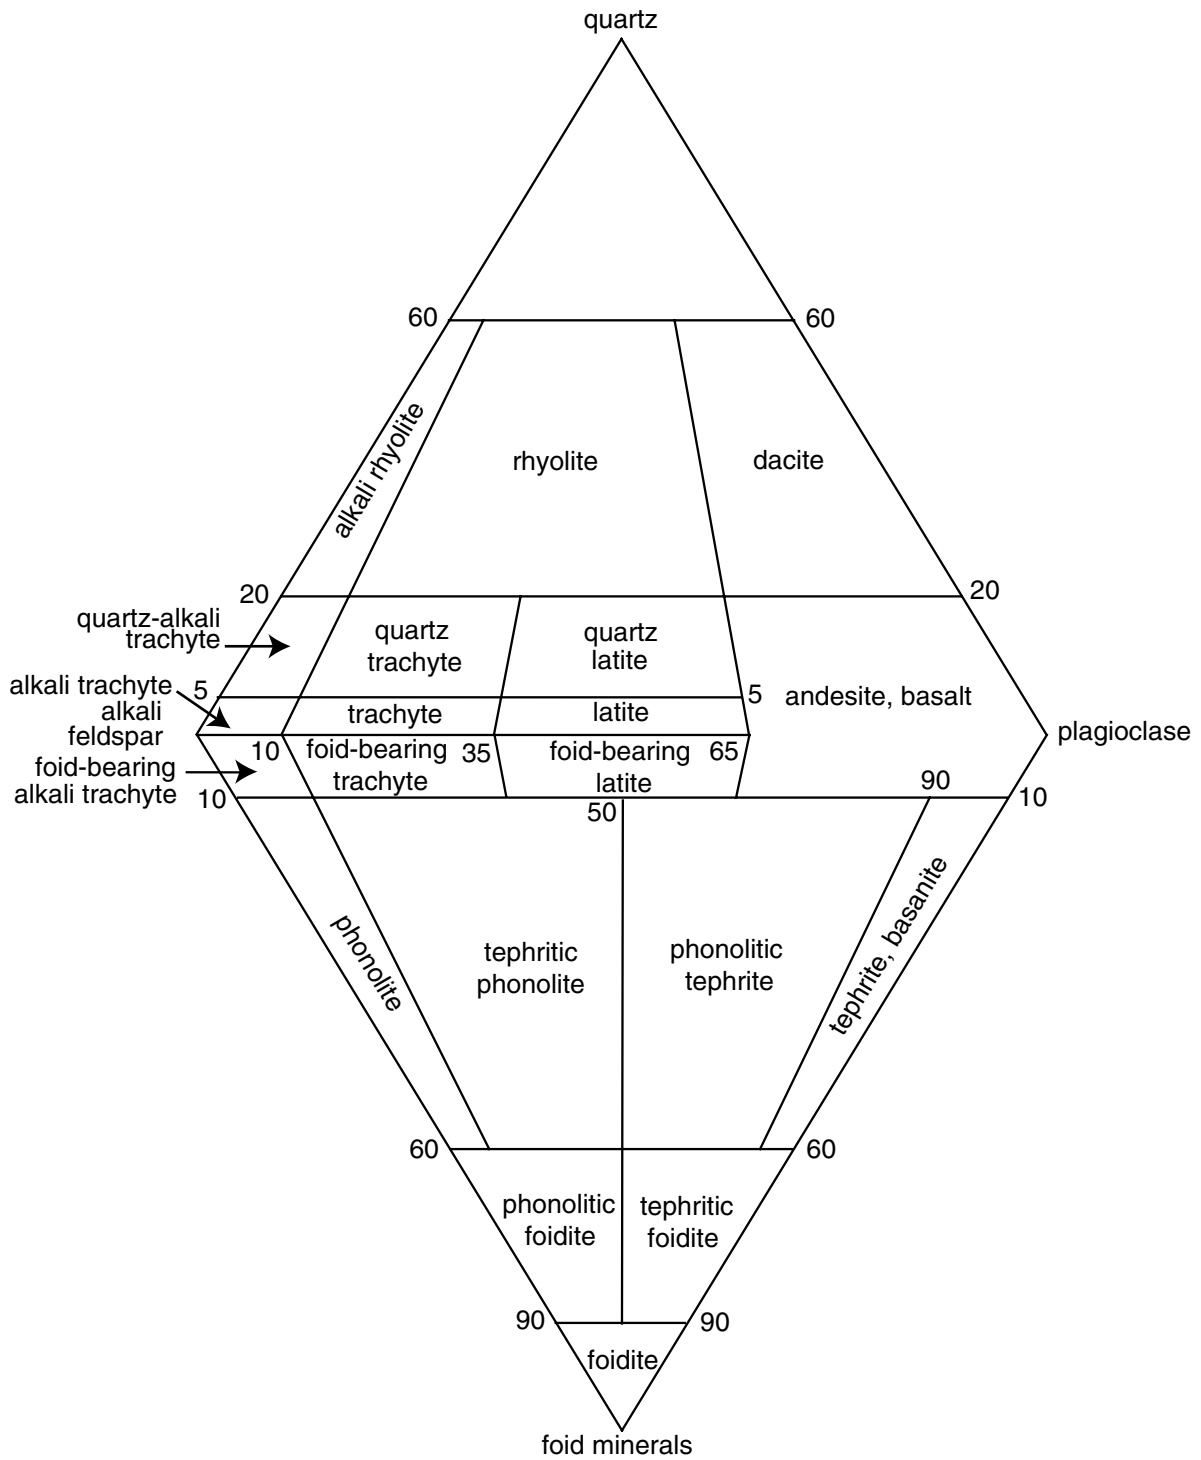 quartz
60
60
alkali rhyolite
rhyolite
dacite
20
20
quartz-alkali
trachyte
quartz
trachyte
quartz
latite
alkali trachyte
5
5
andesite, basalt
alkali
feldspar
trachyte
latite
plagioclase
10
foid-bearing
trachyte
35
foid-bearing
latite
65
foid-bearing
alkali trachyte
10
90
10
50
phonolite
tephritic
phonolite
phonolitic
tephrite
tephrite, basanite
60
60
phonolitic
foidite
tephritic
foidite
90
90
foidite
foid minerals